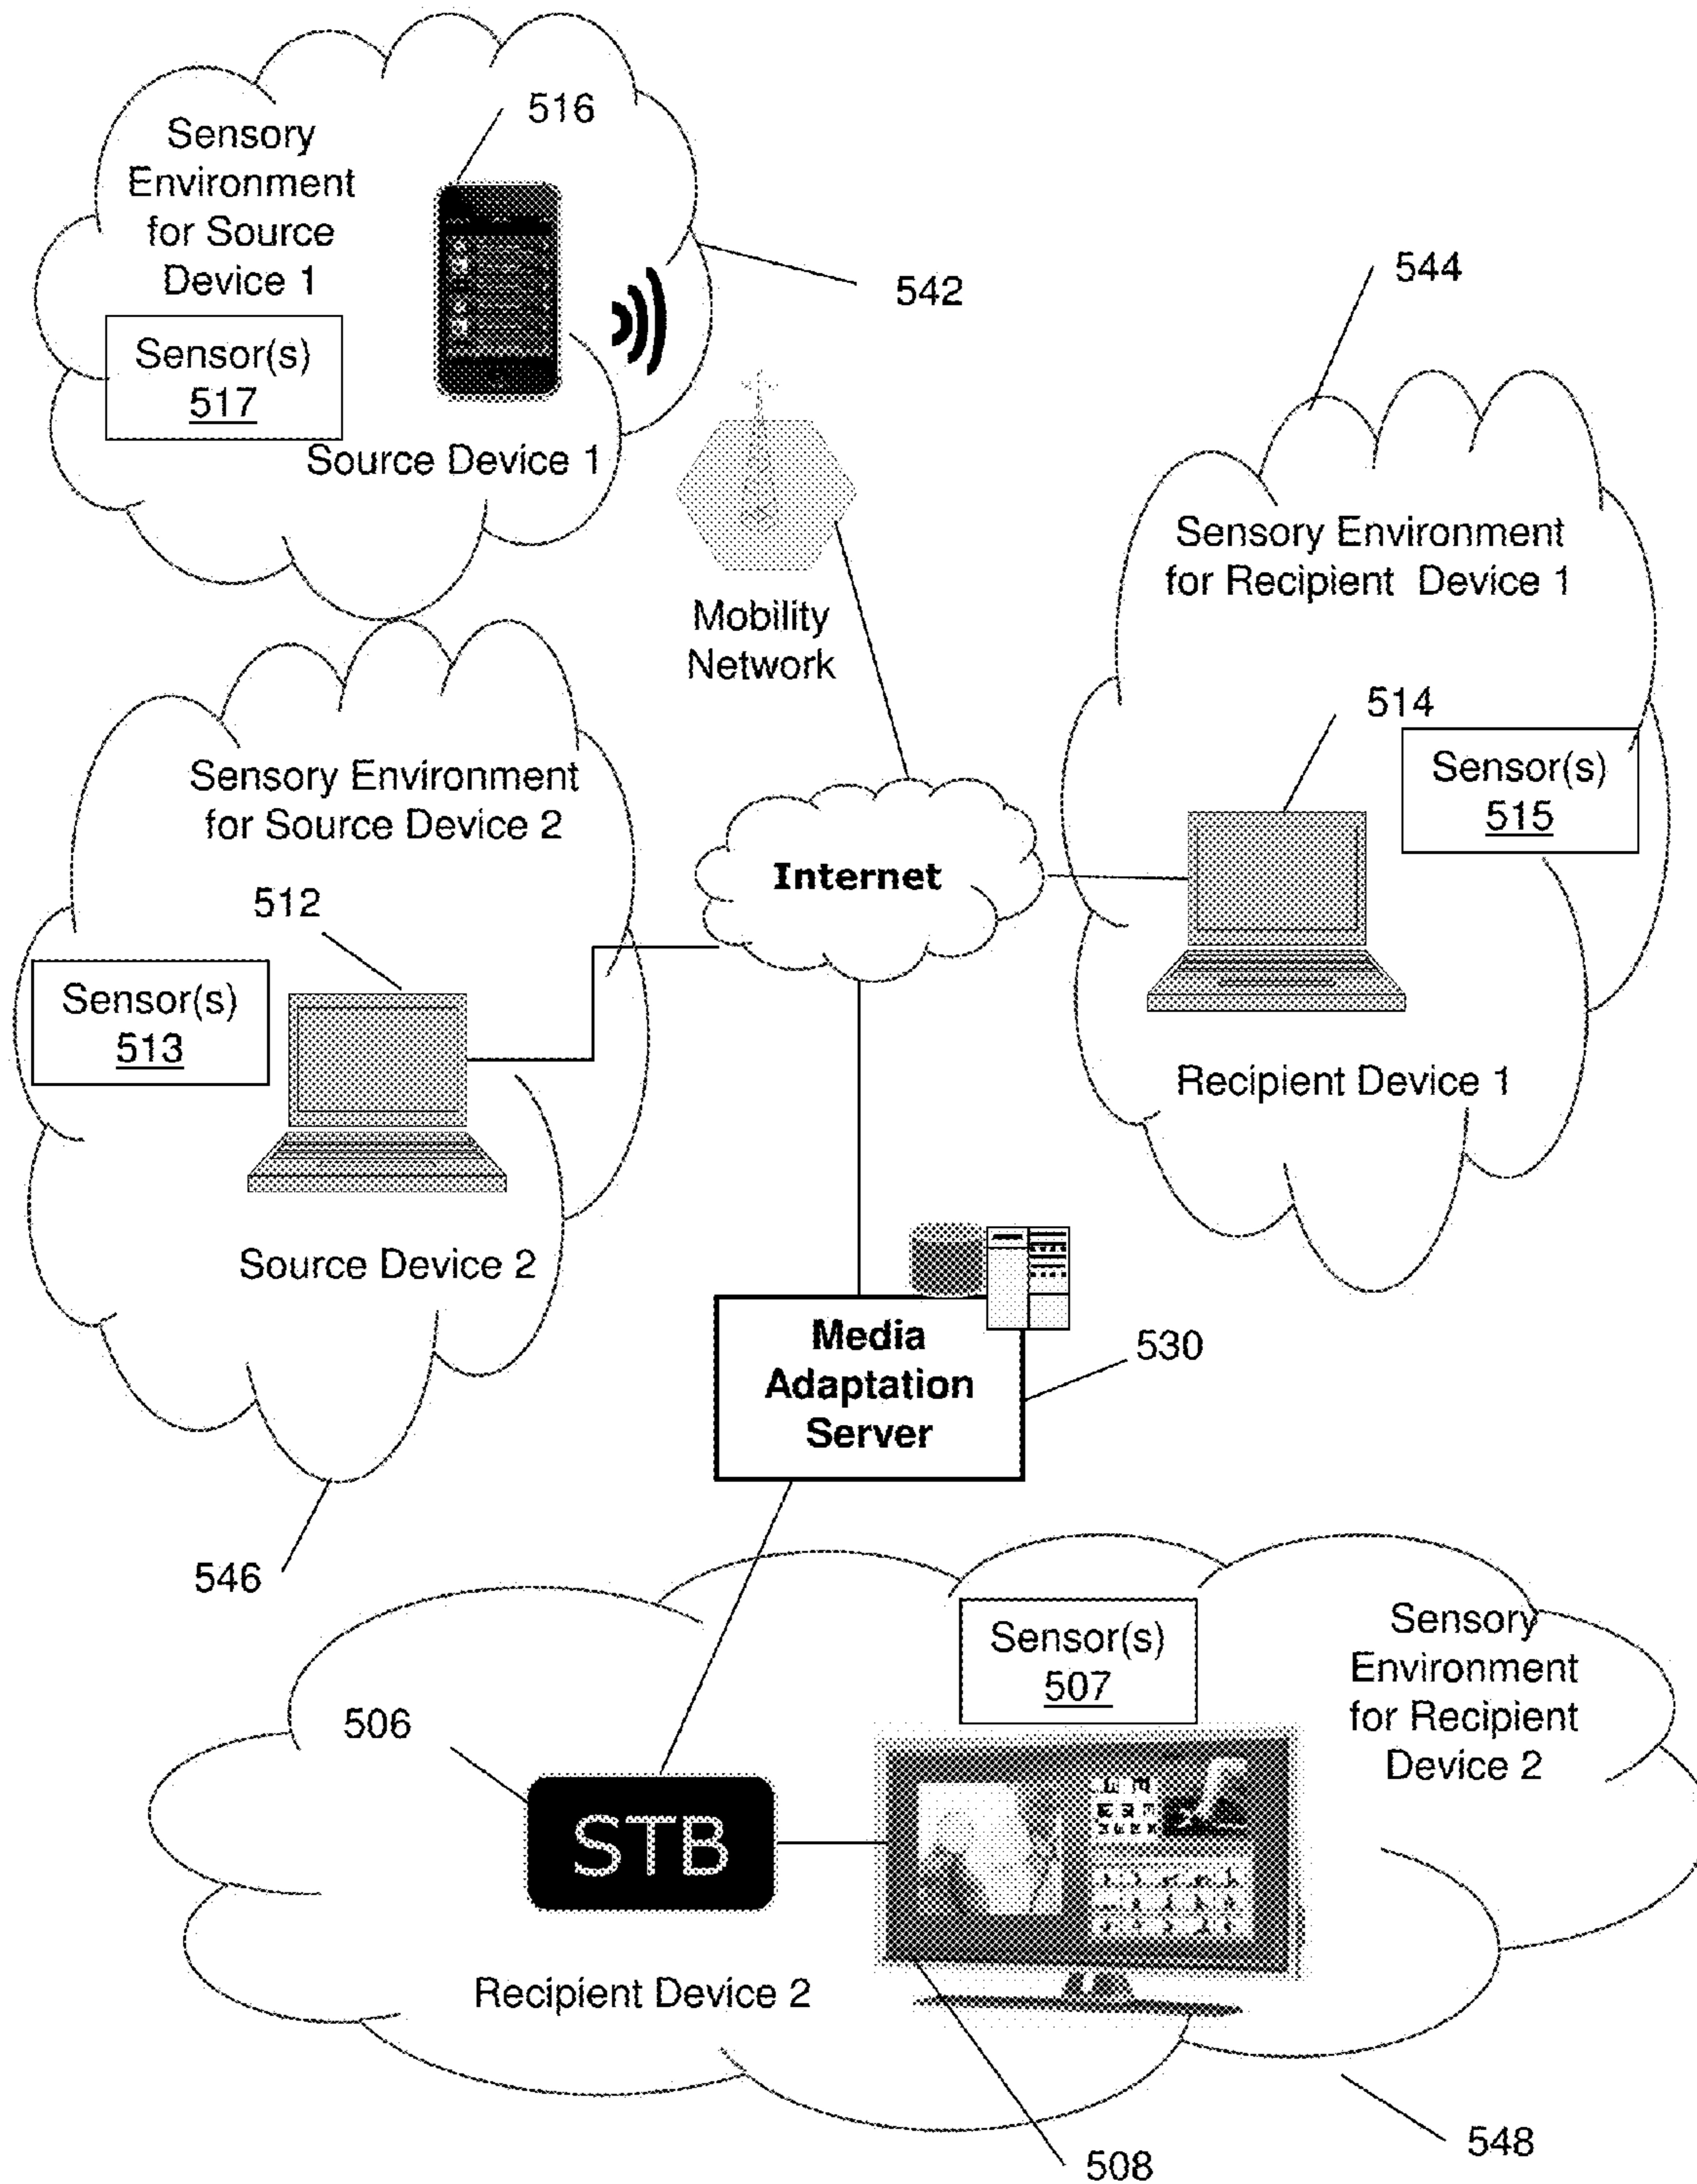 516
Sensory
Environment
for Source
Device 1
542
544
Sensor(s)
517
Source Device 1
Sensory Environment
for Recipient Device 1
Mobility
Network
514
Sensor(s)
515
Sensory Environment
for Source Device 2
Internet
512
Sensor(s)
513
Recipient Device 1
Source Device 2
Media
Adaptation
Server
530
546
Sensor(s)
507
Sensory
Environment
for Recipient
Device 2
506
STB
Recipient Device 2
548
508